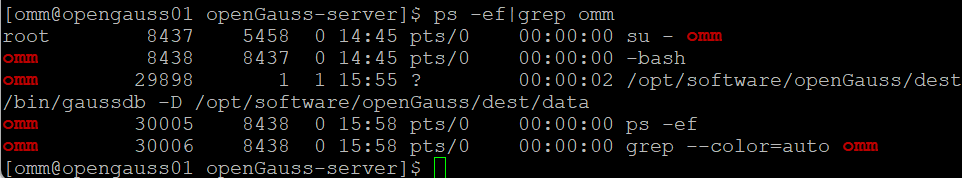 [omm@opengauss01 openGauss-server]$ ps -ef|grep omm
root      8437  5458  0 14:45 pts/0    00:00:00 su - omm
omm       8438  8437  0 14:45 pts/0    00:00:00 -bash
omm      29898     1  1 15:55 ?        00:00:02 /opt/software/openGauss/dest
/bin/gaussdb -D /opt/software/openGauss/dest/data
omm      30005  8438  0 15:58 pts/0    00:00:00 ps -ef
omm      30006  8438  0 15:58 pts/0    00:00:00 grep --color=auto omm
[omm@opengauss01 openGauss-server]$